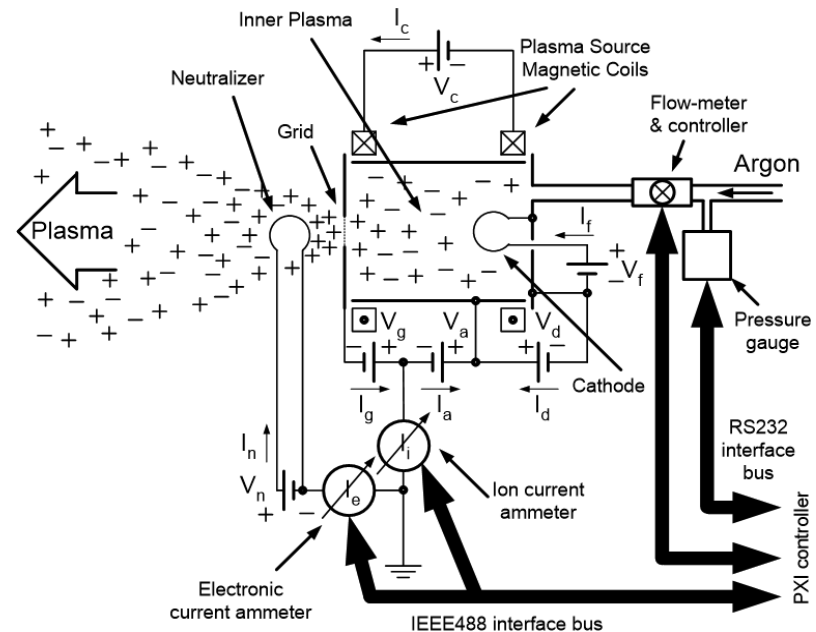 Inner Plasma
I_c
Plasma Source
Magnetic Coils
Neutralizer
+ −
V_c
Flow-meter
& controller
Grid
Argon
Plasma
I_f
+
−
V_f
Pressure
gauge
V_g
V_a
V_d
− +
− +
+ −
Cathode
I_g
I_a
I_d
RS232
interface
bus
I_n
I_i
V_n
+ −
I_e
Ion current
ammeter
PXI controller
Electronic
current ammeter
IEEE488 interface bus